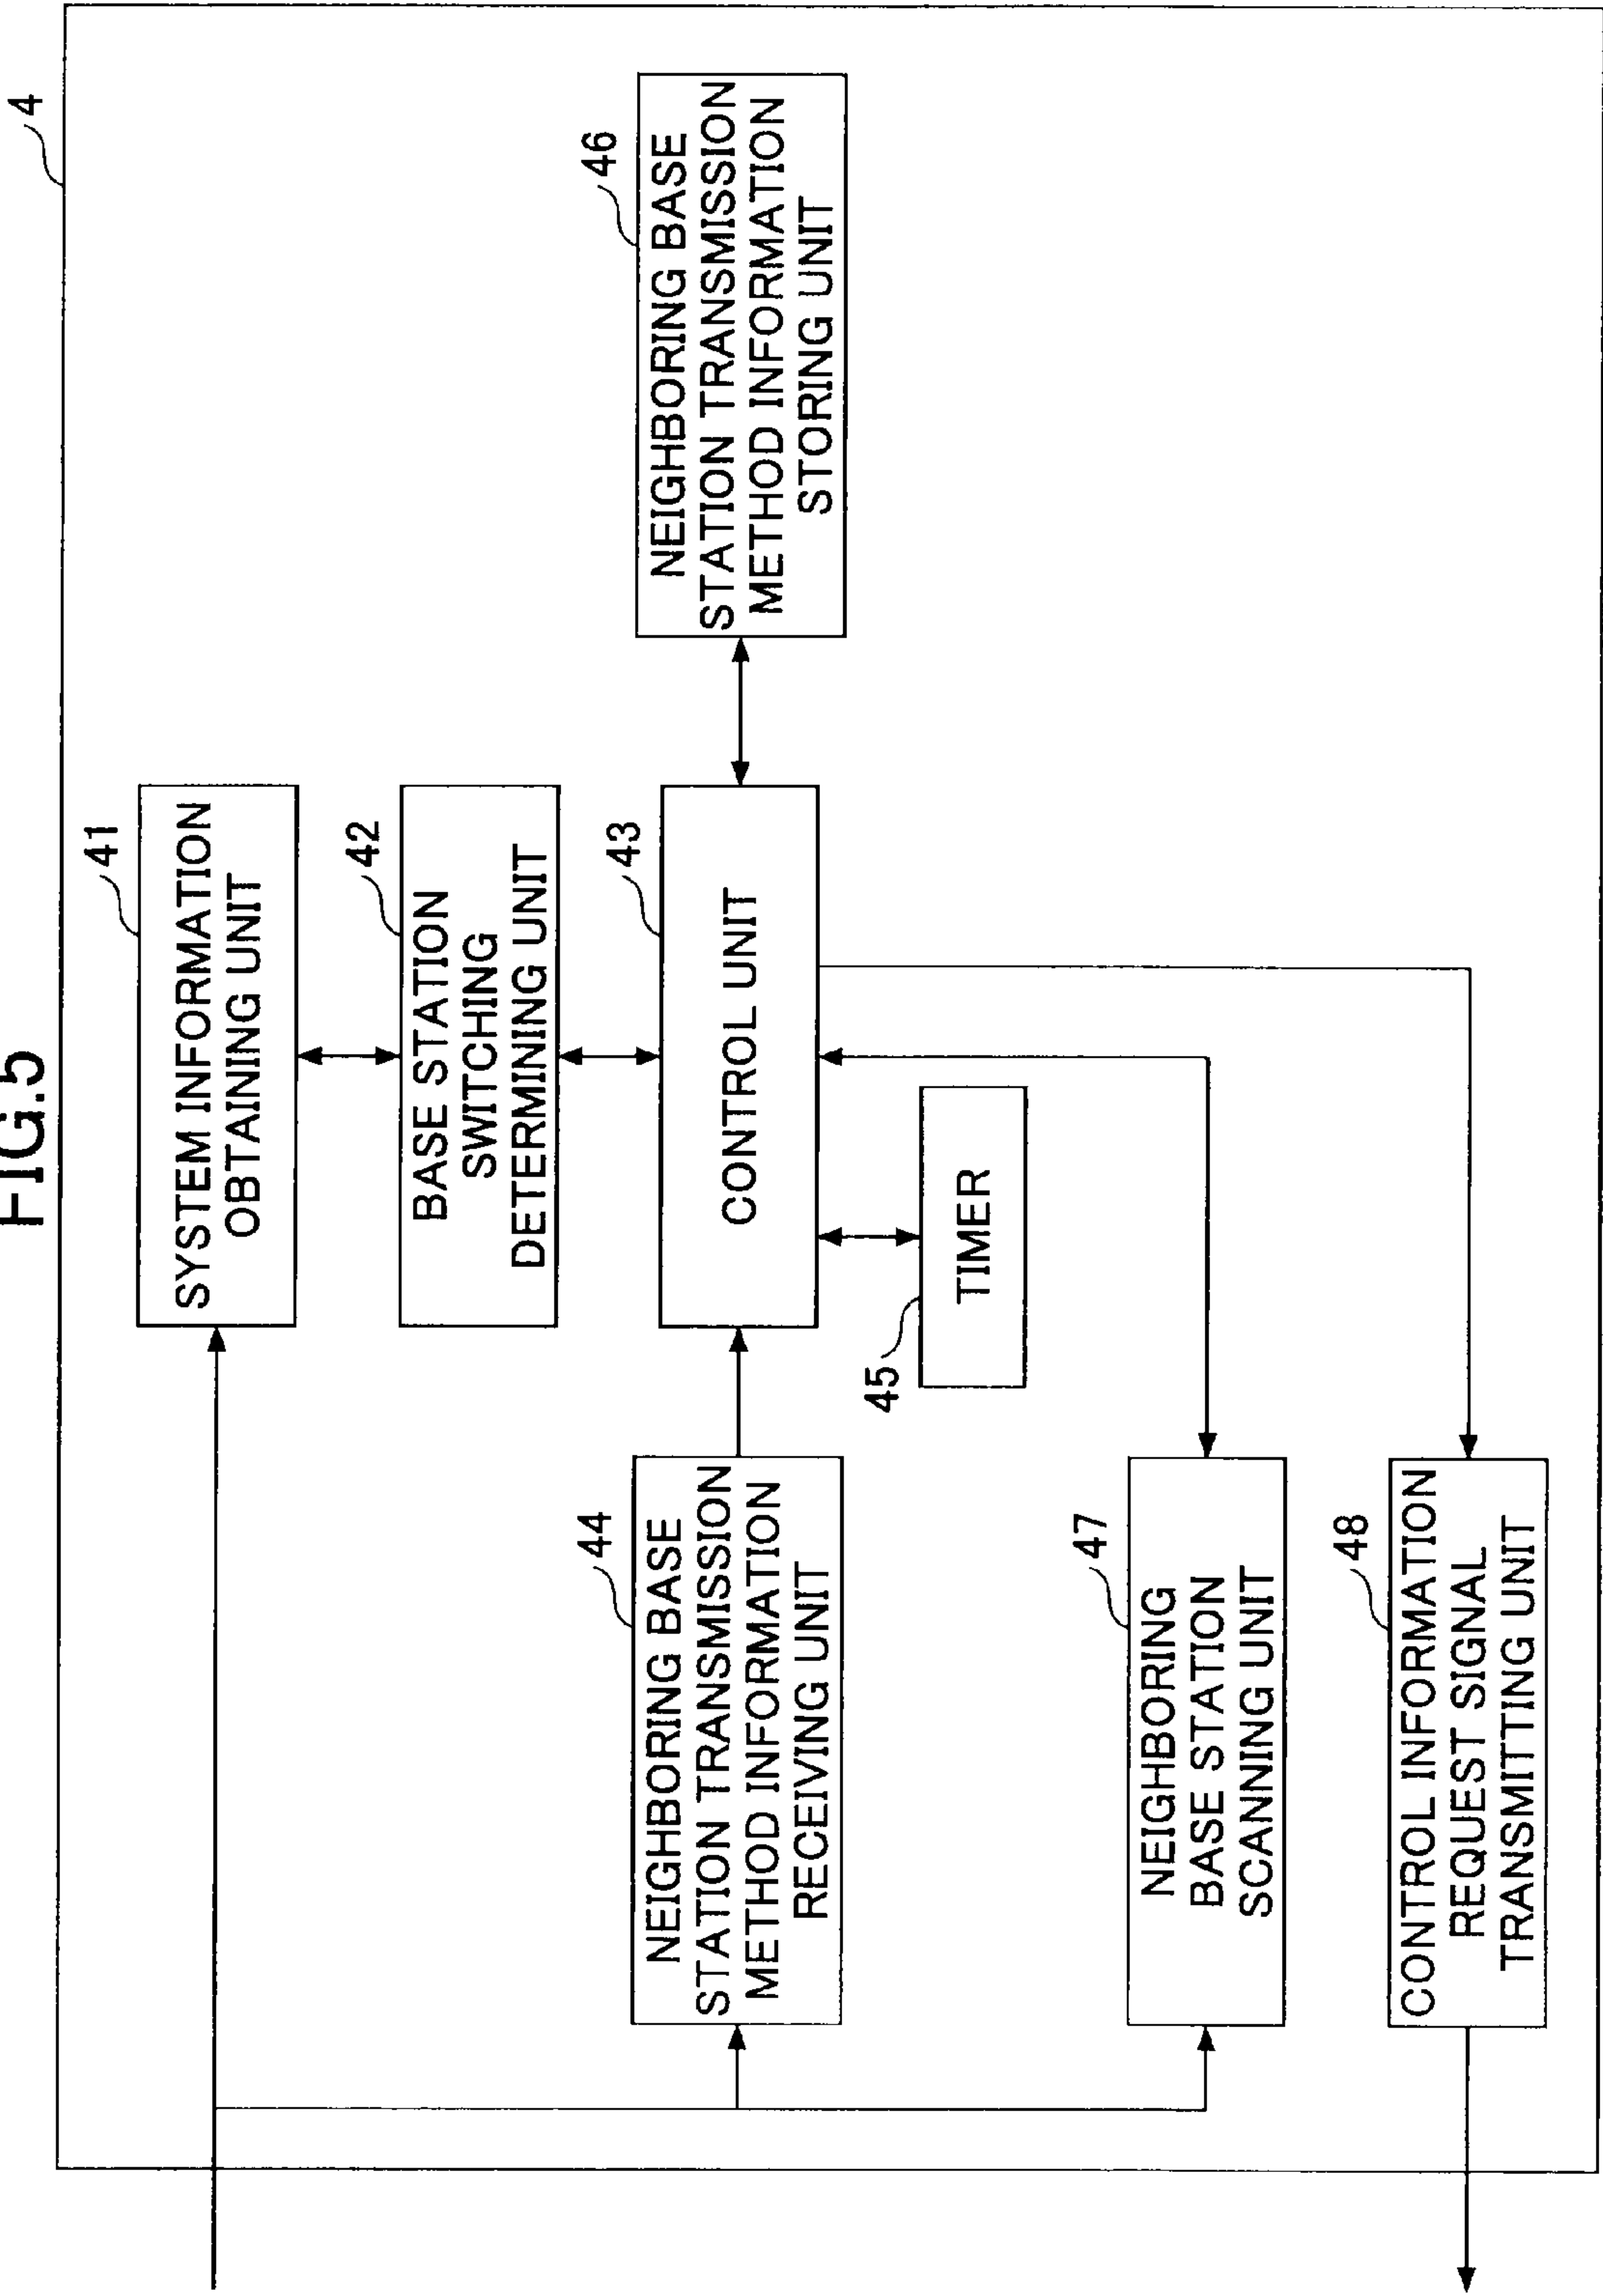 FIG.5
4
41
SYSTEM INFORMATION
OBTAINING UNIT
42
BASE STATION
SWITCHING
DETERMINING UNIT
44
NEIGHBORING BASE
STATION TRANSMISSION
METHOD INFORMATION
RECEIVING UNIT
43
CONTROL UNIT
46
NEIGHBORING BASE
STATION TRANSMISSION
METHOD INFORMATION
STORING UNIT
45
TIMER
47
NEIGHBORING
BASE STATION
SCANNING UNIT
48
CONTROL INFORMATION
REQUEST SIGNAL
TRANSMITTING UNIT